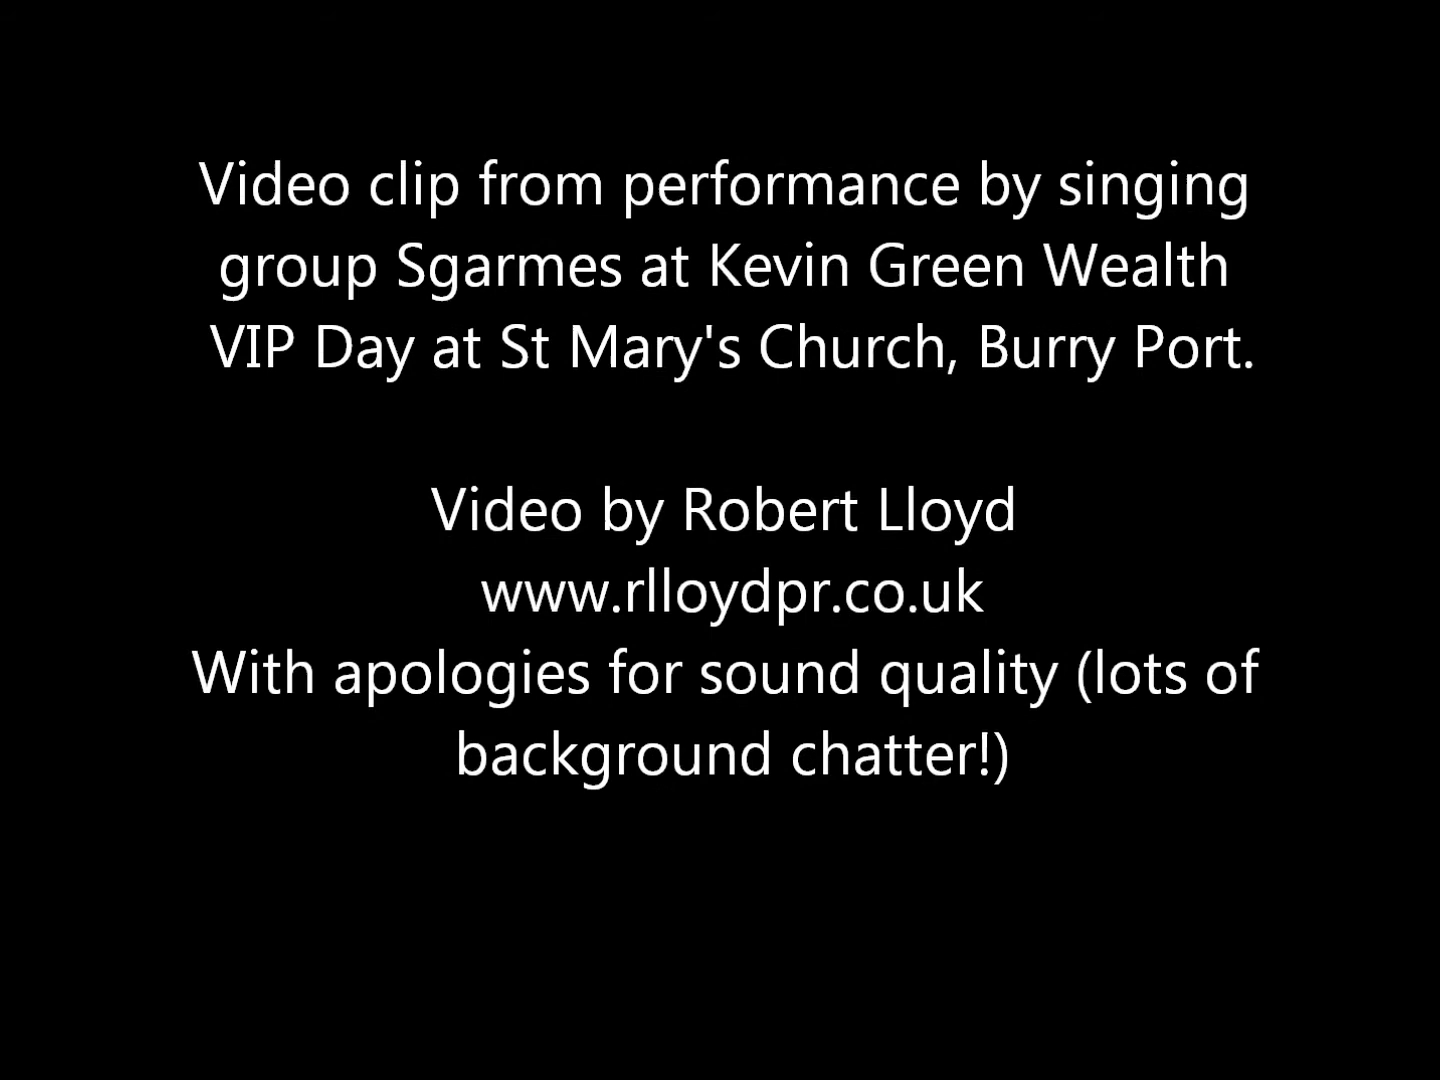 Video clip from performance by singing
group Sgarmes at Kevin Green Wealth
VIP Day at St Mary's Church, Burry Port.
Video by Robert Lloyd
www.rlloydpr.co.uk
With apologies for sound quality (lots of
background chatter!)